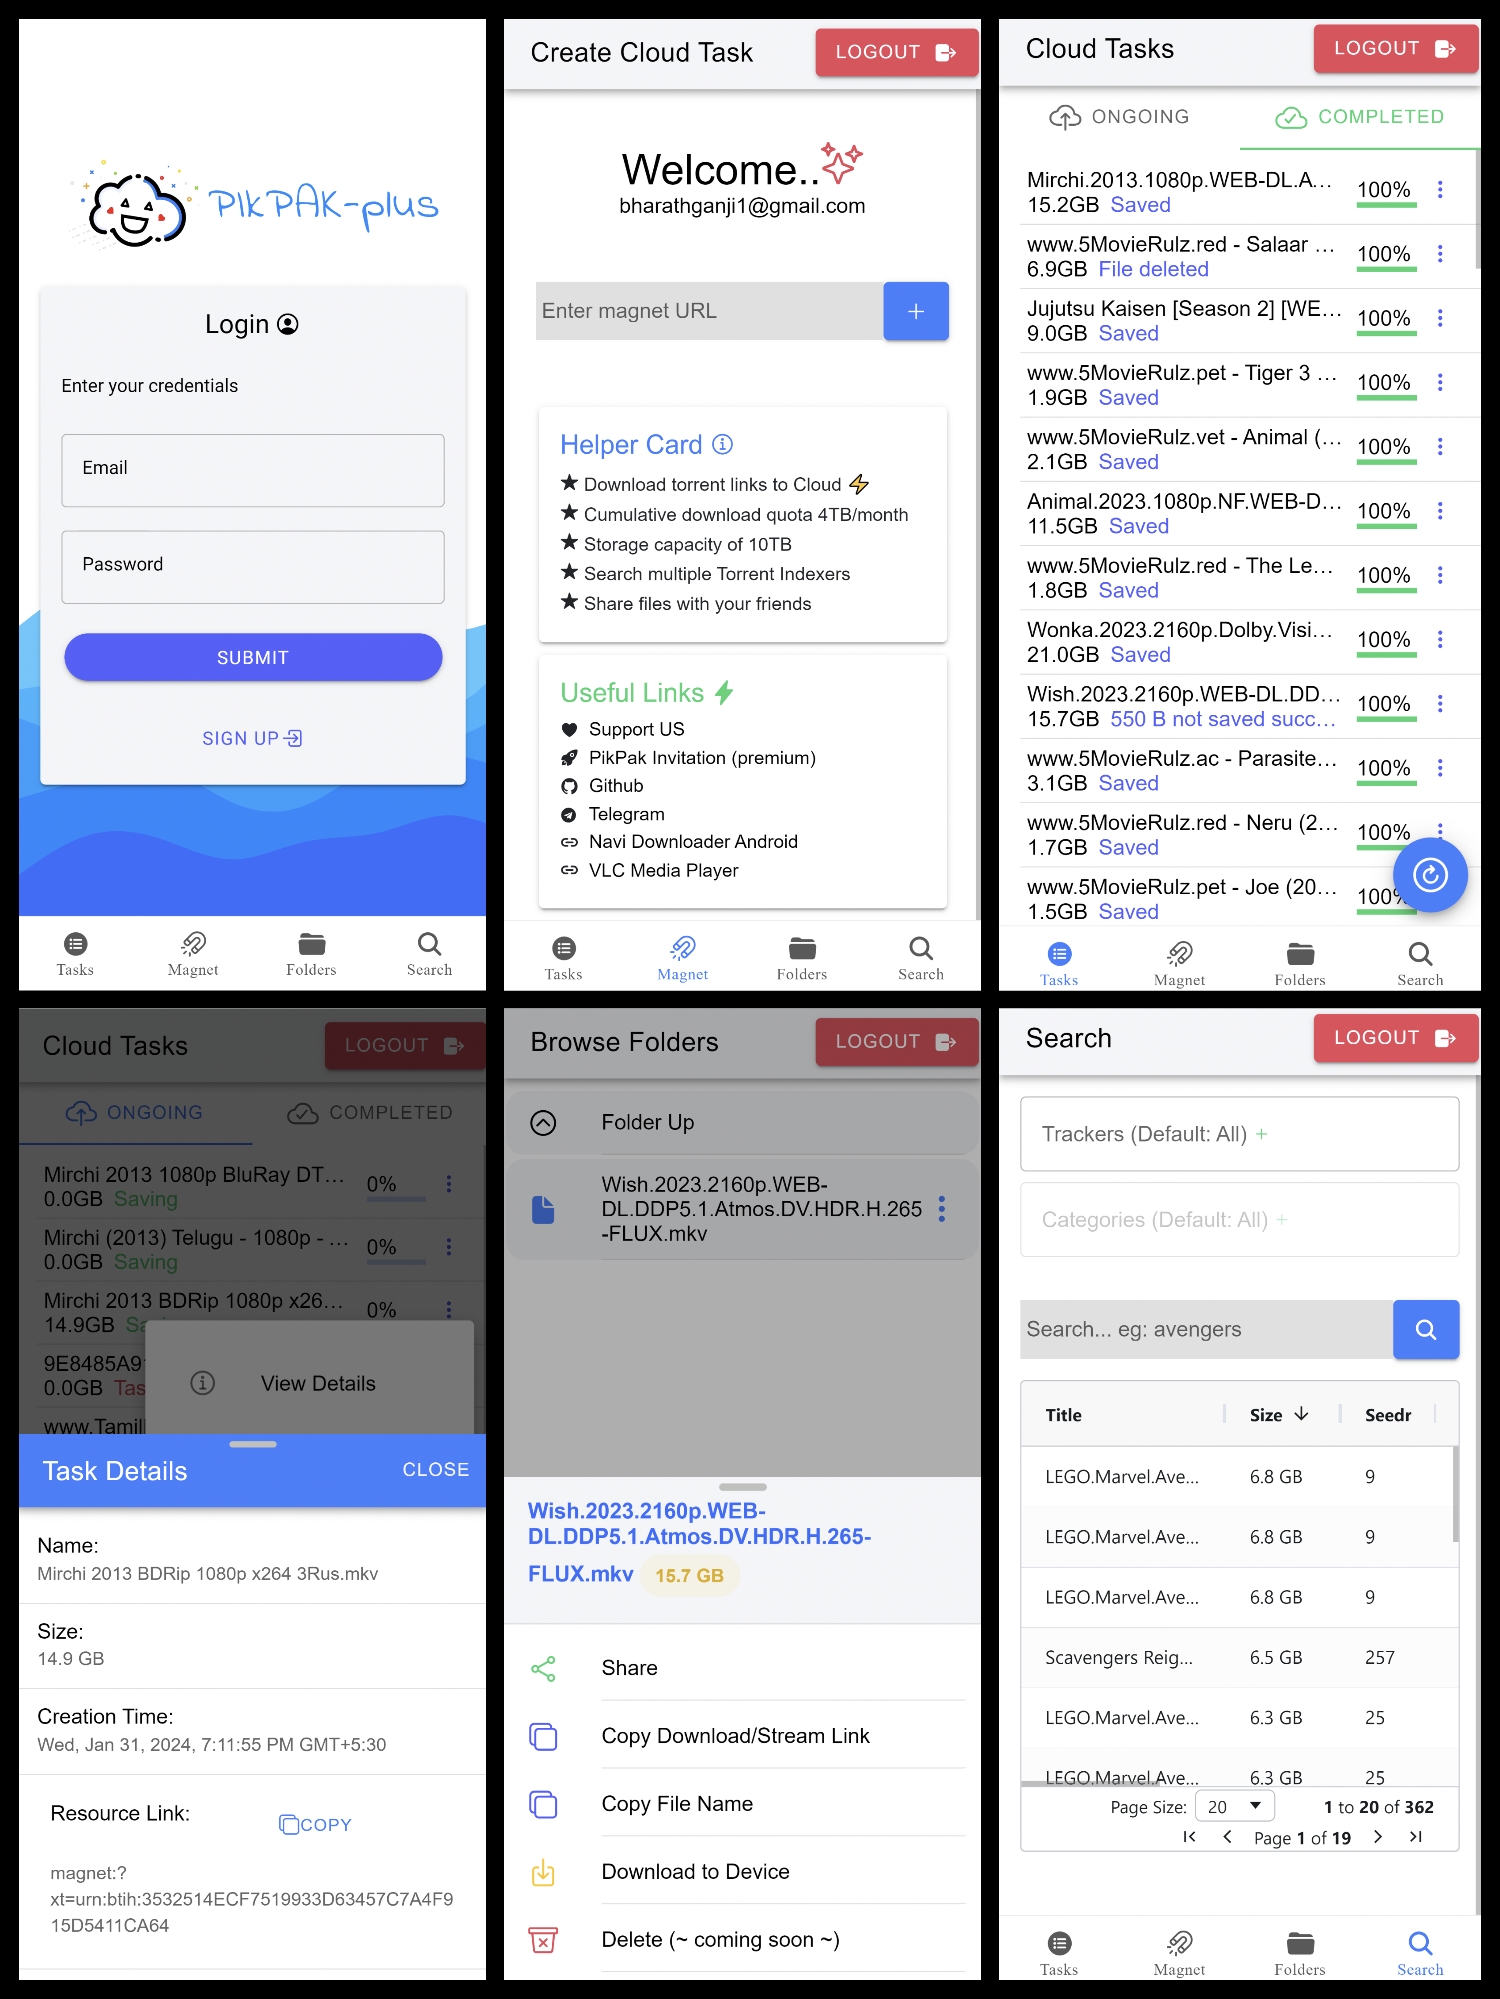 PIKPAK-plus
Login
Enter your credentials
Email
Password
SUBMIT
SIGN UP
Tasks
Magnet
Folders
Search
Create Cloud Task
LOGOUT
Welcome..
bharathganji1@gmail.com
Enter magnet URL
+
Helper Card
★ Download torrent links to Cloud ⚡
★ Cumulative download quota 4TB/month
★ Storage capacity of 10TB
★ Search multiple Torrent Indexers
★ Share files with your friends
Useful Links
Support US
PikPak Invitation (premium)
Github
Telegram
Navi Downloader Android
VLC Media Player
Tasks
Magnet
Folders
Search
Cloud Tasks
LOGOUT
ONGOING
COMPLETED
Mirchi.2013.1080p.WEB-DL.A...
100%
15.2GB Saved
www.5MovieRulz.red - Salaar ...
100%
6.9GB File deleted
Jujutsu Kaisen [Season 2] [WE...
100%
9.0GB Saved
www.5MovieRulz.pet - Tiger 3 ...
100%
1.9GB Saved
www.5MovieRulz.vet - Animal (...
100%
2.1GB Saved
Animal.2023.1080p.NF.WEB-D...
100%
11.5GB Saved
www.5MovieRulz.red - The Le...
100%
1.8GB Saved
Wonka.2023.2160p.Dolby.Visi...
100%
21.0GB Saved
Wish.2023.2160p.WEB-DL.DD...
100%
15.7GB 550 B not saved succ...
www.5MovieRulz.ac - Parasite...
100%
3.1GB Saved
www.5MovieRulz.red - Neru (2...
100%
1.7GB Saved
www.5MovieRulz.pet - Joe (20...
100%
1.5GB Saved
Tasks
Magnet
Folders
Search
Cloud Tasks
LOGOUT
ONGOING
COMPLETED
Mirchi 2013 1080p BluRay DT...
0%
0.0GB Saving
Mirchi (2013) Telugu - 1080p - ...
0%
0.0GB Saving
Mirchi 2013 BDRip 1080p x26...
0%
14.9GB Sa
9E8485A9
0.0GB Tas
www.Tamil
View Details
Task Details
CLOSE
Name:
Mirchi 2013 BDRip 1080p x264 3Rus.mkv
Size:
14.9 GB
Creation Time:
Wed, Jan 31, 2024, 7:11:55 PM GMT+5:30
Resource Link:
COPY
magnet:?
xt=urn:btih:3532514ECF7519933D63457C7A4F9
15D5411CA64
Browse Folders
LOGOUT
Folder Up
Wish.2023.2160p.WEB-
DL.DDP5.1.Atmos.DV.HDR.H.265
-FLUX.mkv
Wish.2023.2160p.WEB-
DL.DDP5.1.Atmos.DV.HDR.H.265-
FLUX.mkv 15.7 GB
Share
Copy Download/Stream Link
Copy File Name
Download to Device
Delete (~ coming soon ~)
Search
LOGOUT
Trackers (Default: All) +
Categories (Default: All) +
Search... eg: avengers
Title Size ↓ Seedr
LEGO.Marvel.Ave... 6.8 GB 9
LEGO.Marvel.Ave... 6.8 GB 9
LEGO.Marvel.Ave... 6.8 GB 9
Scavengers Reig... 6.5 GB 257
LEGO.Marvel.Ave... 6.3 GB 25
LEGO.Marvel.Ave... 6.3 GB 25
Page Size: 20 1 to 20 of 362
Page 1 of 19
Tasks
Magnet
Folders
Search